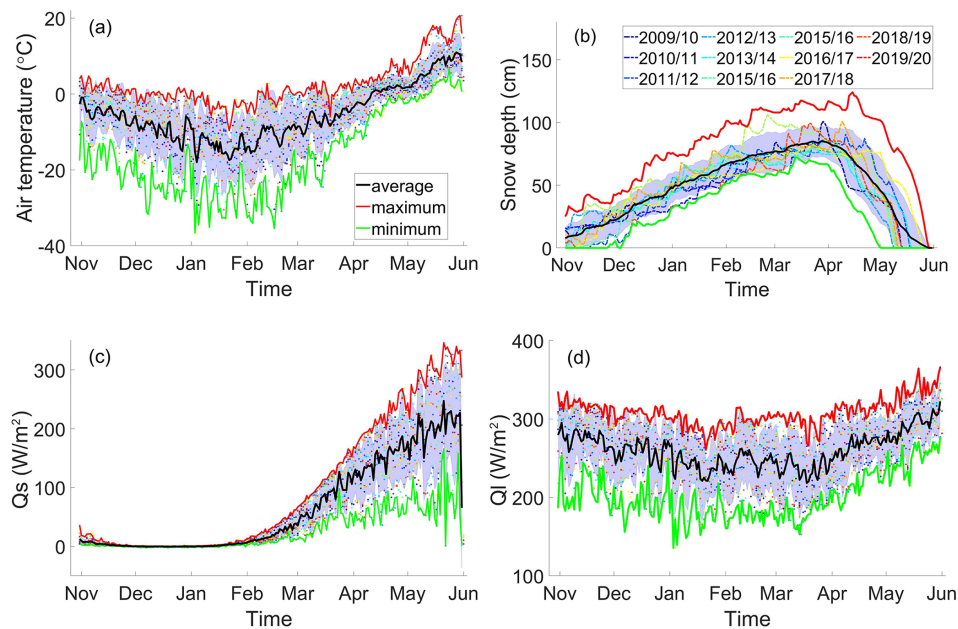 (a)
Air temperature (°C)
20
0
-20
-40
average
maximum
minimum
Nov Dec Jan Feb Mar Apr May Jun
Time
(b)
2009/10 2012/13 2015/16 2018/19
2010/11 2013/14 2016/17 2019/20
2011/12 2015/16 2017/18
Snow depth (cm)
150
100
50
0
Nov Dec Jan Feb Mar Apr May Jun
Time
(c)
Qs (W/m²)
300
200
100
0
Nov Dec Jan Feb Mar Apr May Jun
Time
(d)
Ql (W/m²)
400
300
200
100
Nov Dec Jan Feb Mar Apr May Jun
Time